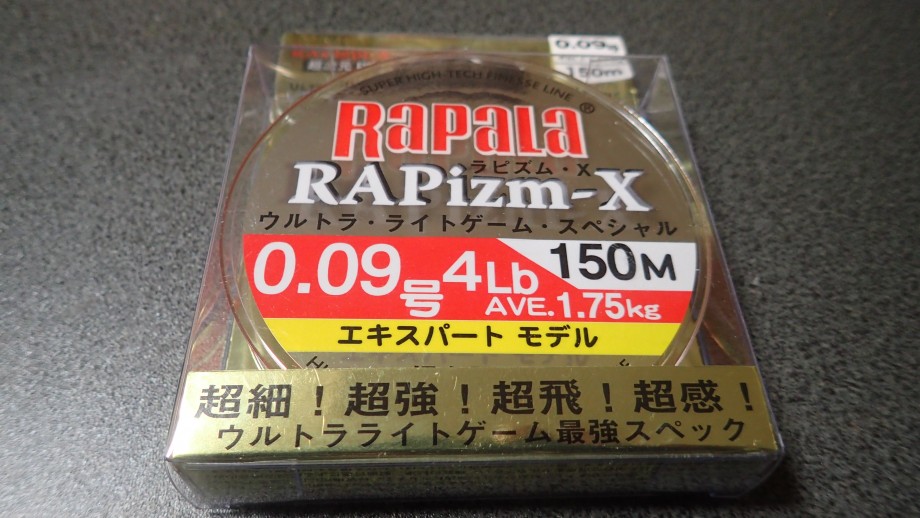 0.09号
150m
SUPER HIGH-TECH FINESSE LINE
Rapala®
ラピズム・X
RAPizm-X
ウルトラ・ライトゲーム・スペシャル
0.09号 4Lb 150M
AVE.1.75kg
エキスパート モデル
超細！超強！超飛！超感！
ウルトラライトゲーム最強スペック